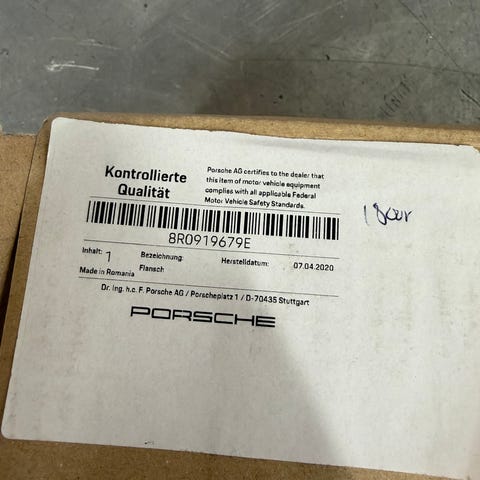 Kontrollierte
Qualität
Porsche AG certifies to the dealer that
this item of motor vehicle equipment
complies with all applicable Federal
Motor Vehicle Safety Standards.
8R0919679E
Inhalt: 1 Bezeichnung: Herstelldatum: 07.04.2020
Flansch
Made in Romania
Dr. Ing. h.c. F. Porsche AG / Porscheplatz 1 / D-70435 Stuttgart
PORSCHE